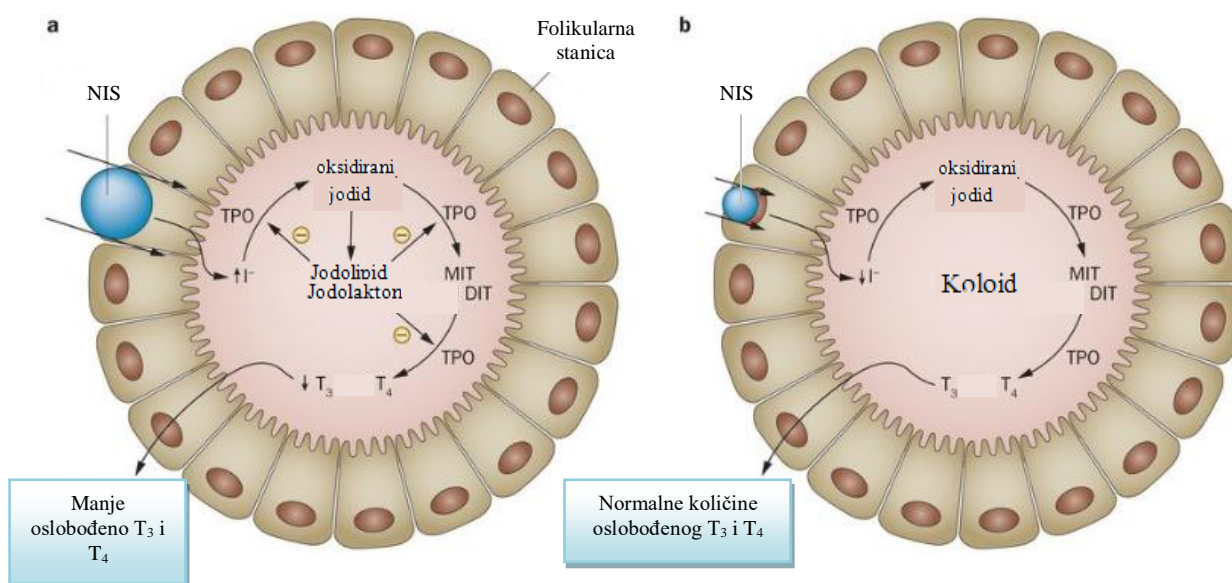 a
Folikularna
stanica
NIS
oksidirani
jodid
TPO
TPO
↑I⁻
Jodolipid
Jodolakton
MIT
DIT
TPO
↓ T₃ T₄
Manje
oslobođeno T₃ i
T₄
b
NIS
oksidirani
jodid
TPO
TPO
↓I⁻
Koloid
MIT
DIT
TPO
T₃ T₄
Normalne količine
oslobođenog T₃ i T₄